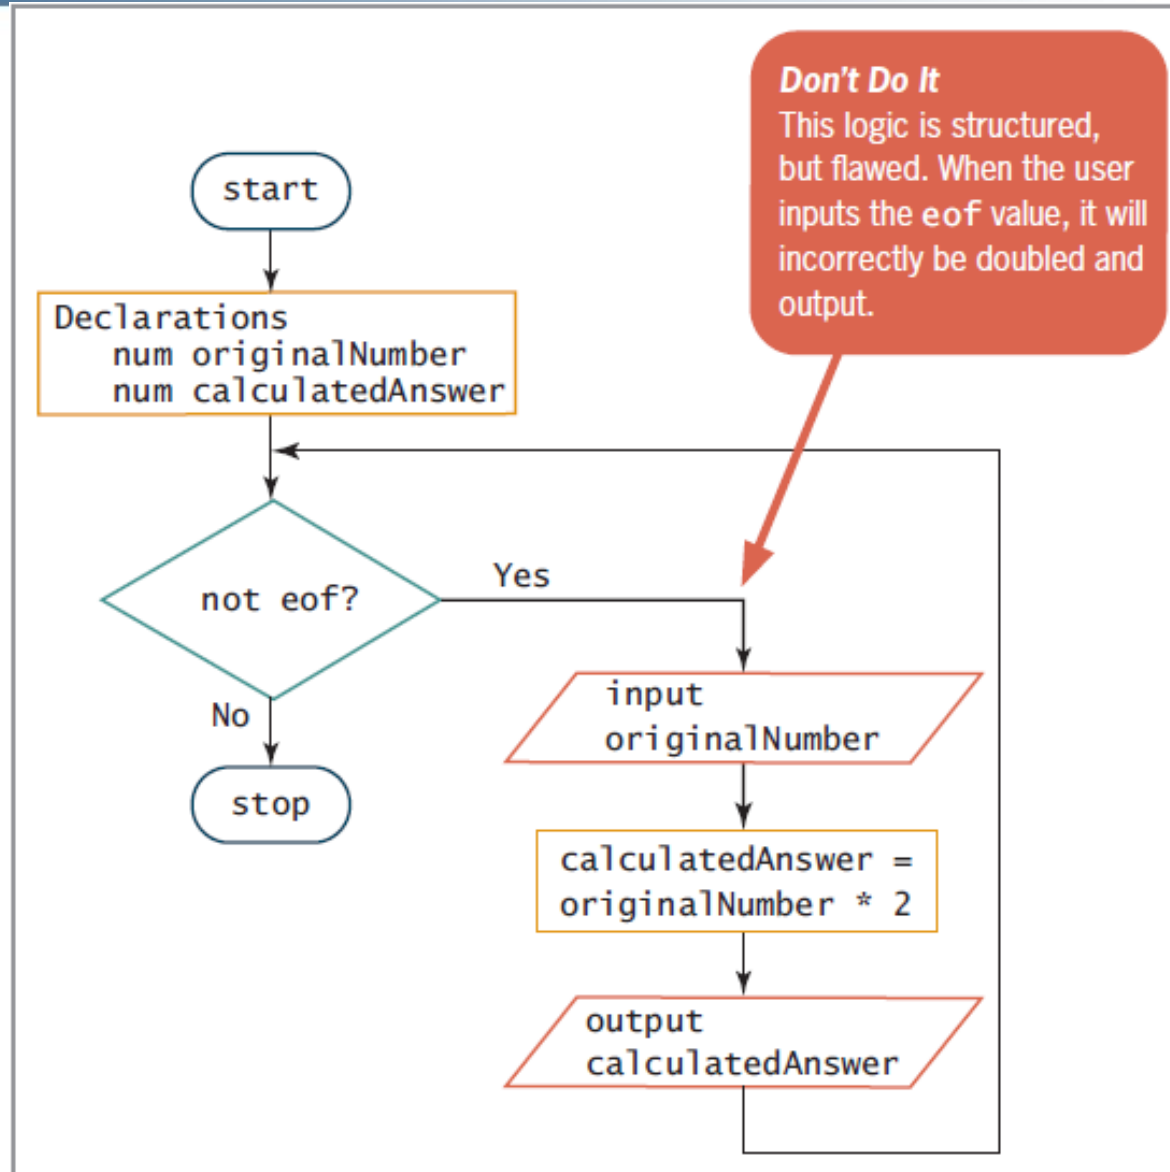 Don't Do It
This logic is structured,
but flawed. When the user
inputs the eof value, it will
incorrectly be doubled and
output.
start
Declarations
num originalNumber
num calculatedAnswer
not eof?
Yes
No
stop
input
originalNumber
calculatedAnswer =
originalNumber * 2
output
calculatedAnswer